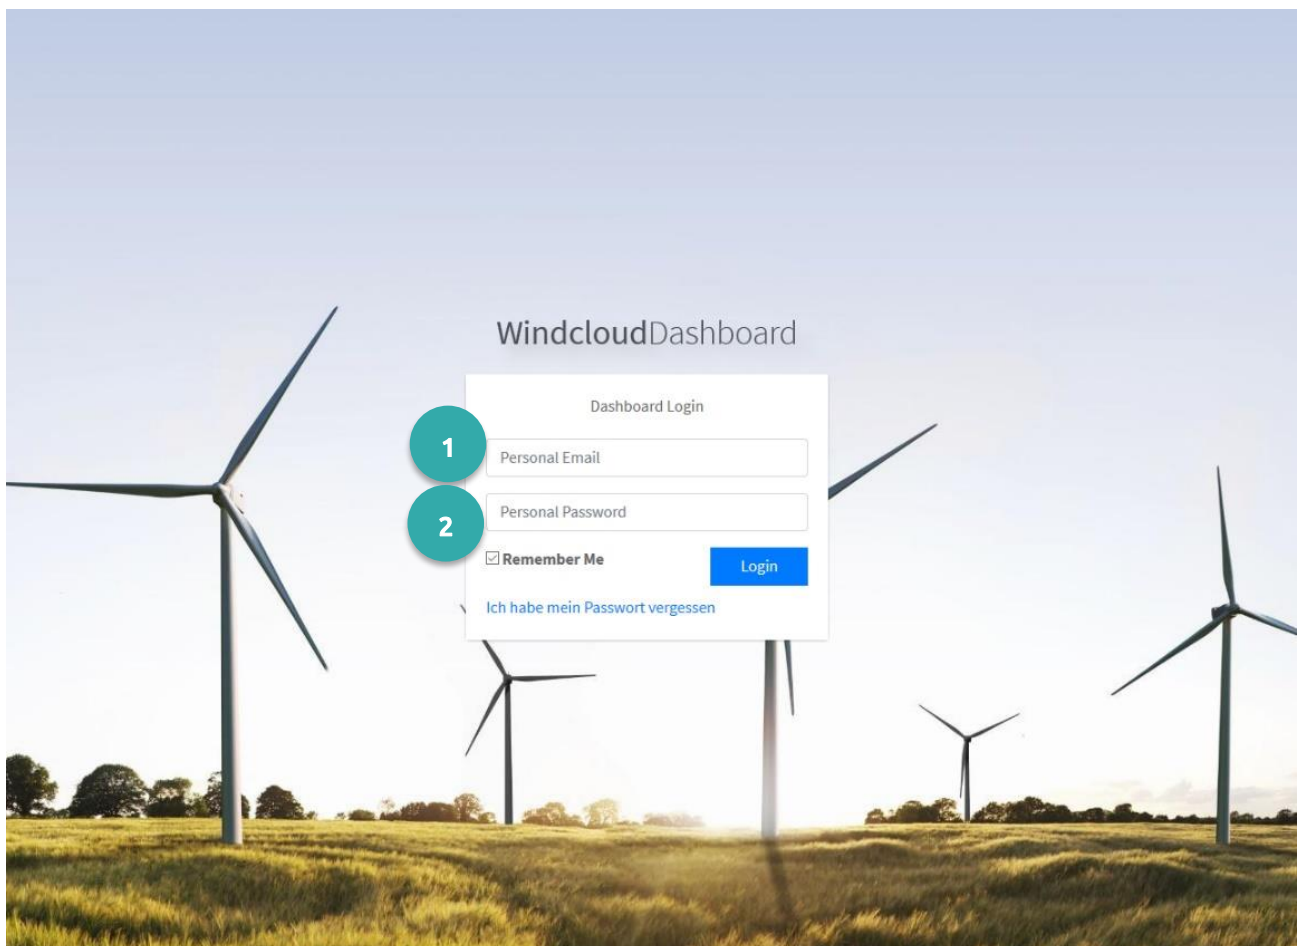 WindcloudDashboard
Dashboard Login
1
Personal Email
2
Personal Password
Remember Me
Login
Ich habe mein Passwort vergessen